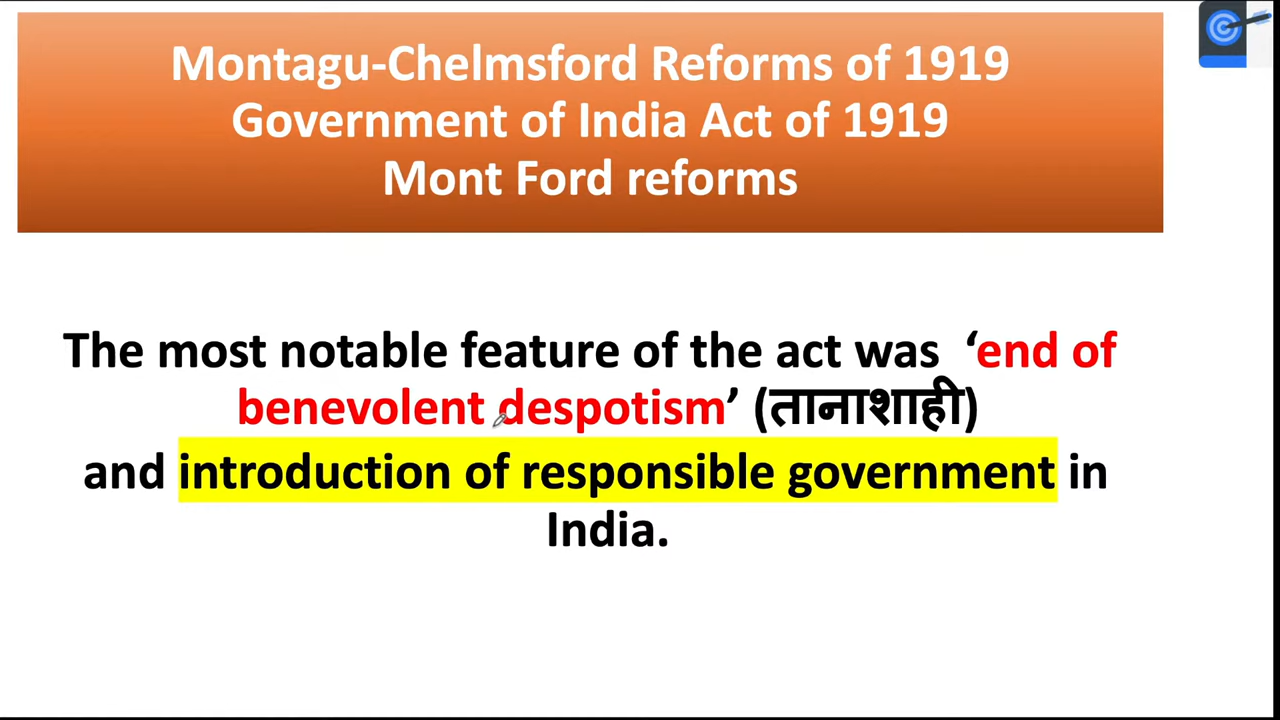 Montagu-Chelmsford Reforms of 1919
Government of India Act of 1919
Mont Ford reforms
The most notable feature of the act was ‘end of
benevolent despotism’ (तानाशाही)
and introduction of responsible government in
India.